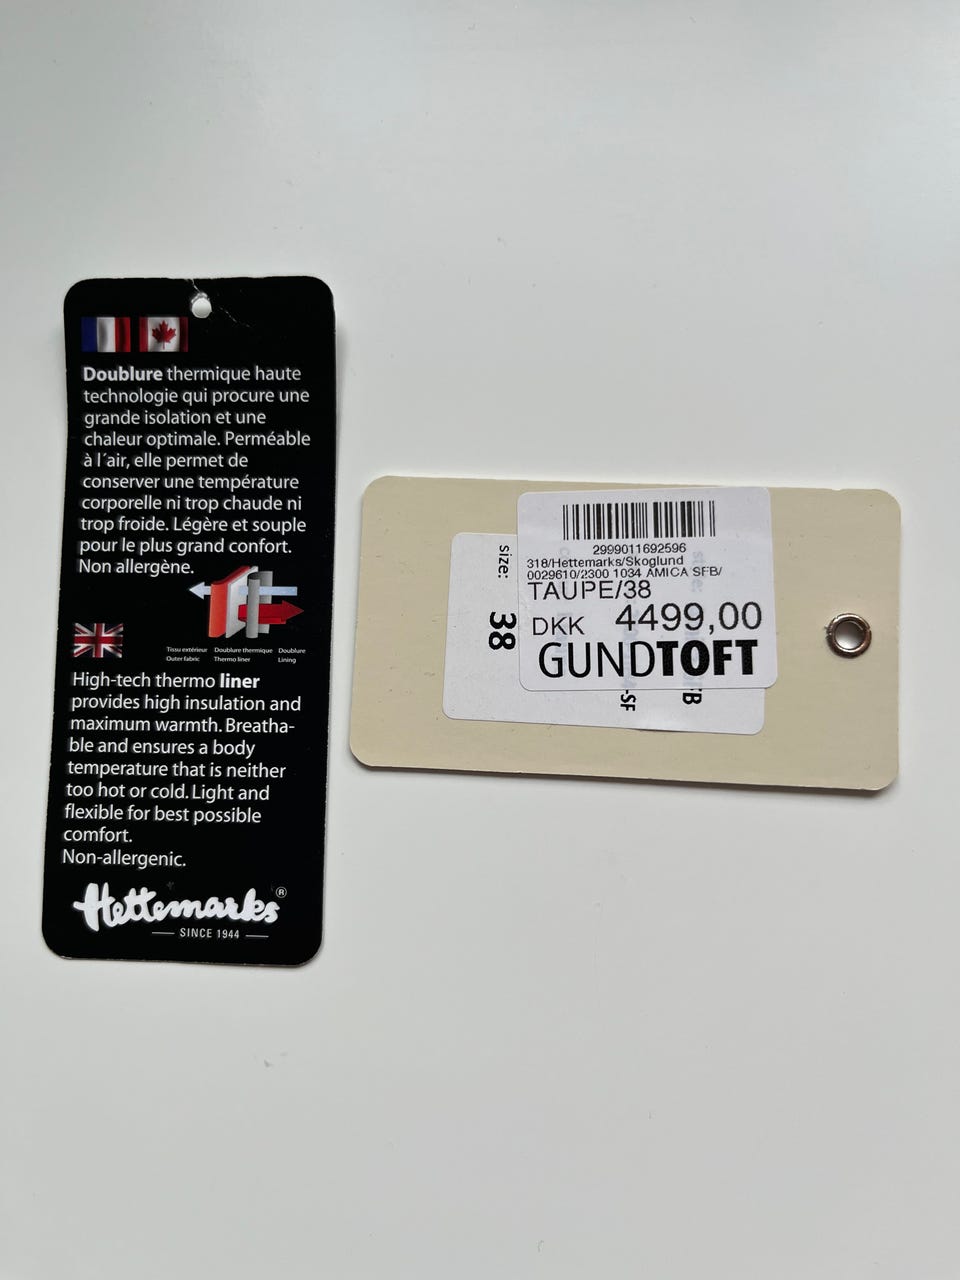 Doublure thermique haute
technologie qui procure une
grande isolation et une
chaleur optimale. Perméable
à l´air, elle permet de
conserver une température
corporelle ni trop chaude ni
trop froide. Légère et souple
pour le plus grand confort.
Non allergène.
Tissu extérieur Doublure thermique Doublure
Outer fabric Thermo liner Lining
High-tech thermo liner
provides high insulation and
maximum warmth. Breatha-
ble and ensures a body
temperature that is neither
too hot or cold. Light and
flexible for best possible
comfort.
Non-allergenic.
Hettemarks®
SINCE 1944
Size:
38
2999011692596
318/Hettemarks/Skoglund
0029610/2300 1034 AMICA SFB/
TAUPE/38
DKK 4499,00
GUNDTOFT
-SF